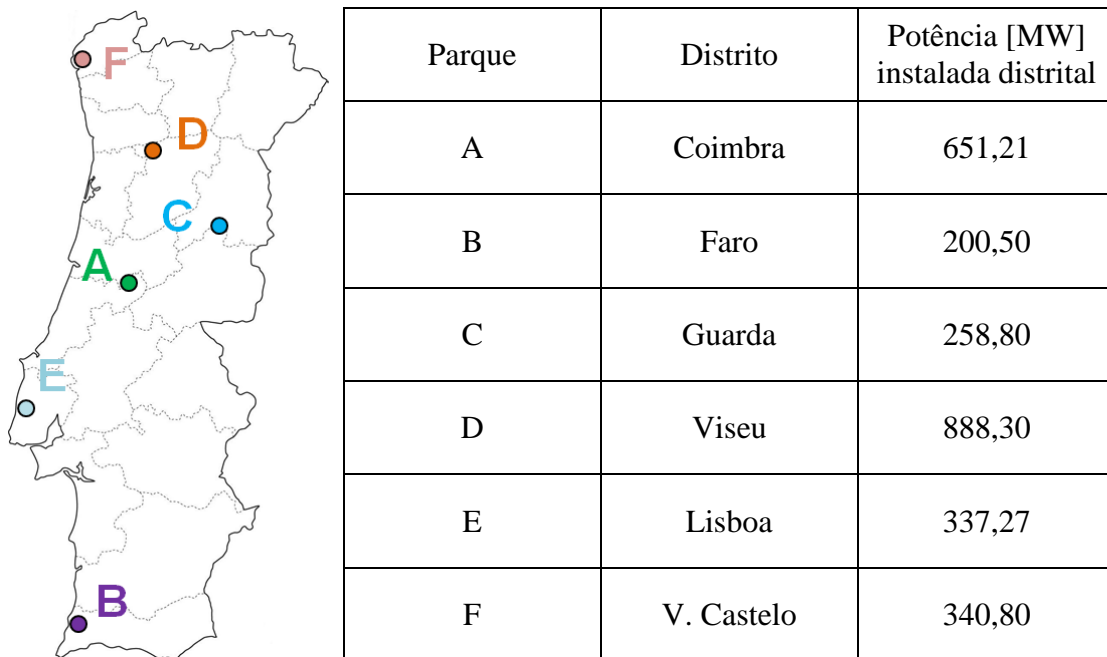 F
D
C
A
E
B
Parque Distrito Potência [MW]
instalada distrital
A Coimbra 651,21
B Faro 200,50
C Guarda 258,80
D Viseu 888,30
E Lisboa 337,27
F V. Castelo 340,80